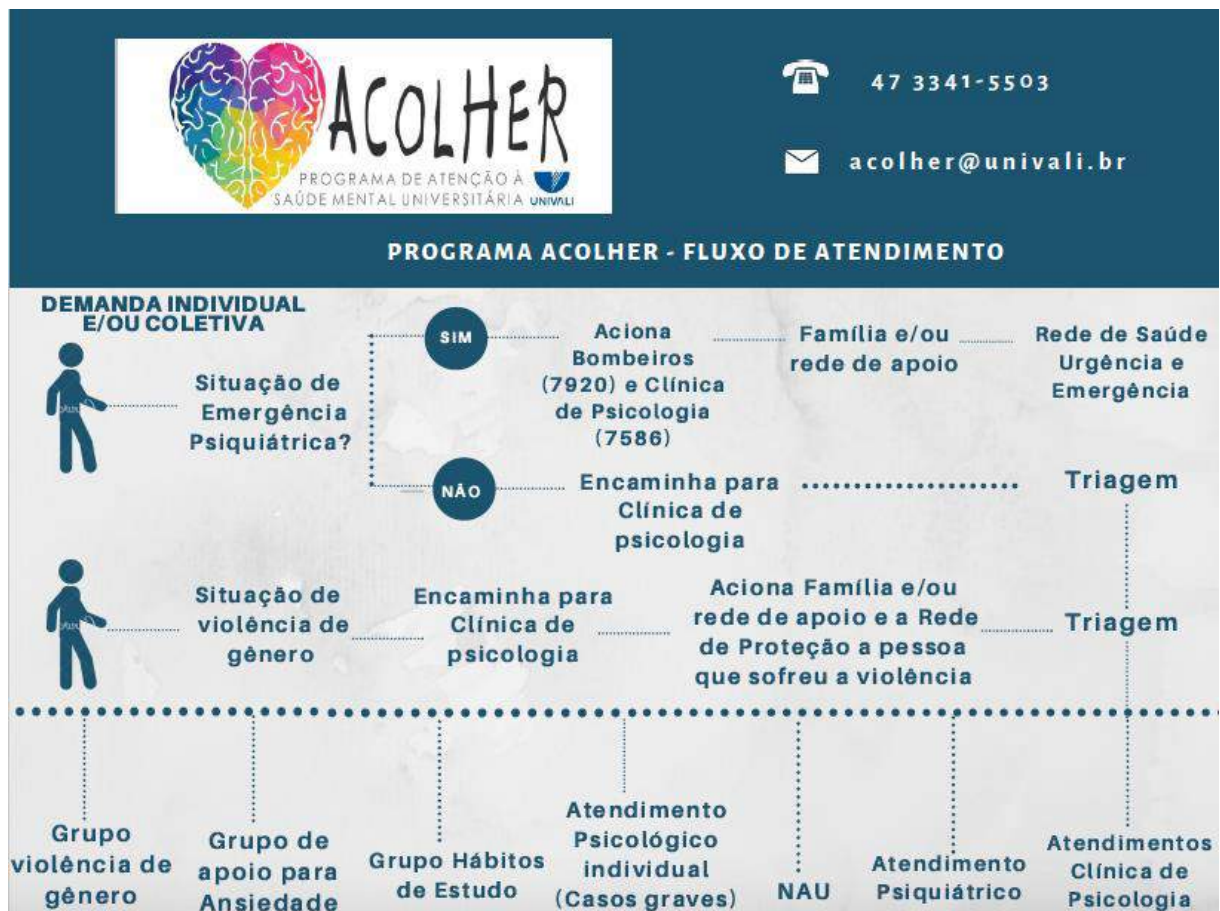 ACOLHER
PROGRAMA DE ATENÇÃO À
SAÚDE MENTAL UNIVERSITÁRIA UNIVALI
47 3341-5503
acolher@univali.br
PROGRAMA ACOLHER - FLUXO DE ATENDIMENTO
DEMANDA INDIVIDUAL
E/OU COLETIVA
Situação de
Emergência
Psiquiátrica?
SIM
Aciona
Bombeiros
(7920) e Clínica
de Psicologia
(7586)
Família e/ou
rede de apoio
Rede de Saúde
Urgência e
Emergência
NÃO
Encaminha para
Clínica de
psicologia
Triagem
Situação de
violência de
gênero
Encaminha para
Clínica de
psicologia
Aciona Família e/ou
rede de apoio e a Rede
de Proteção a pessoa
que sofreu a violência
Triagem
Grupo
violência de
gênero
Grupo de
apoio para
Ansiedade
Grupo Hábitos
de Estudo
Atendimento
Psicológico
individual
(Casos graves)
NAU
Atendimento
Psiquiátrico
Atendimentos
Clínica de
Psicologia